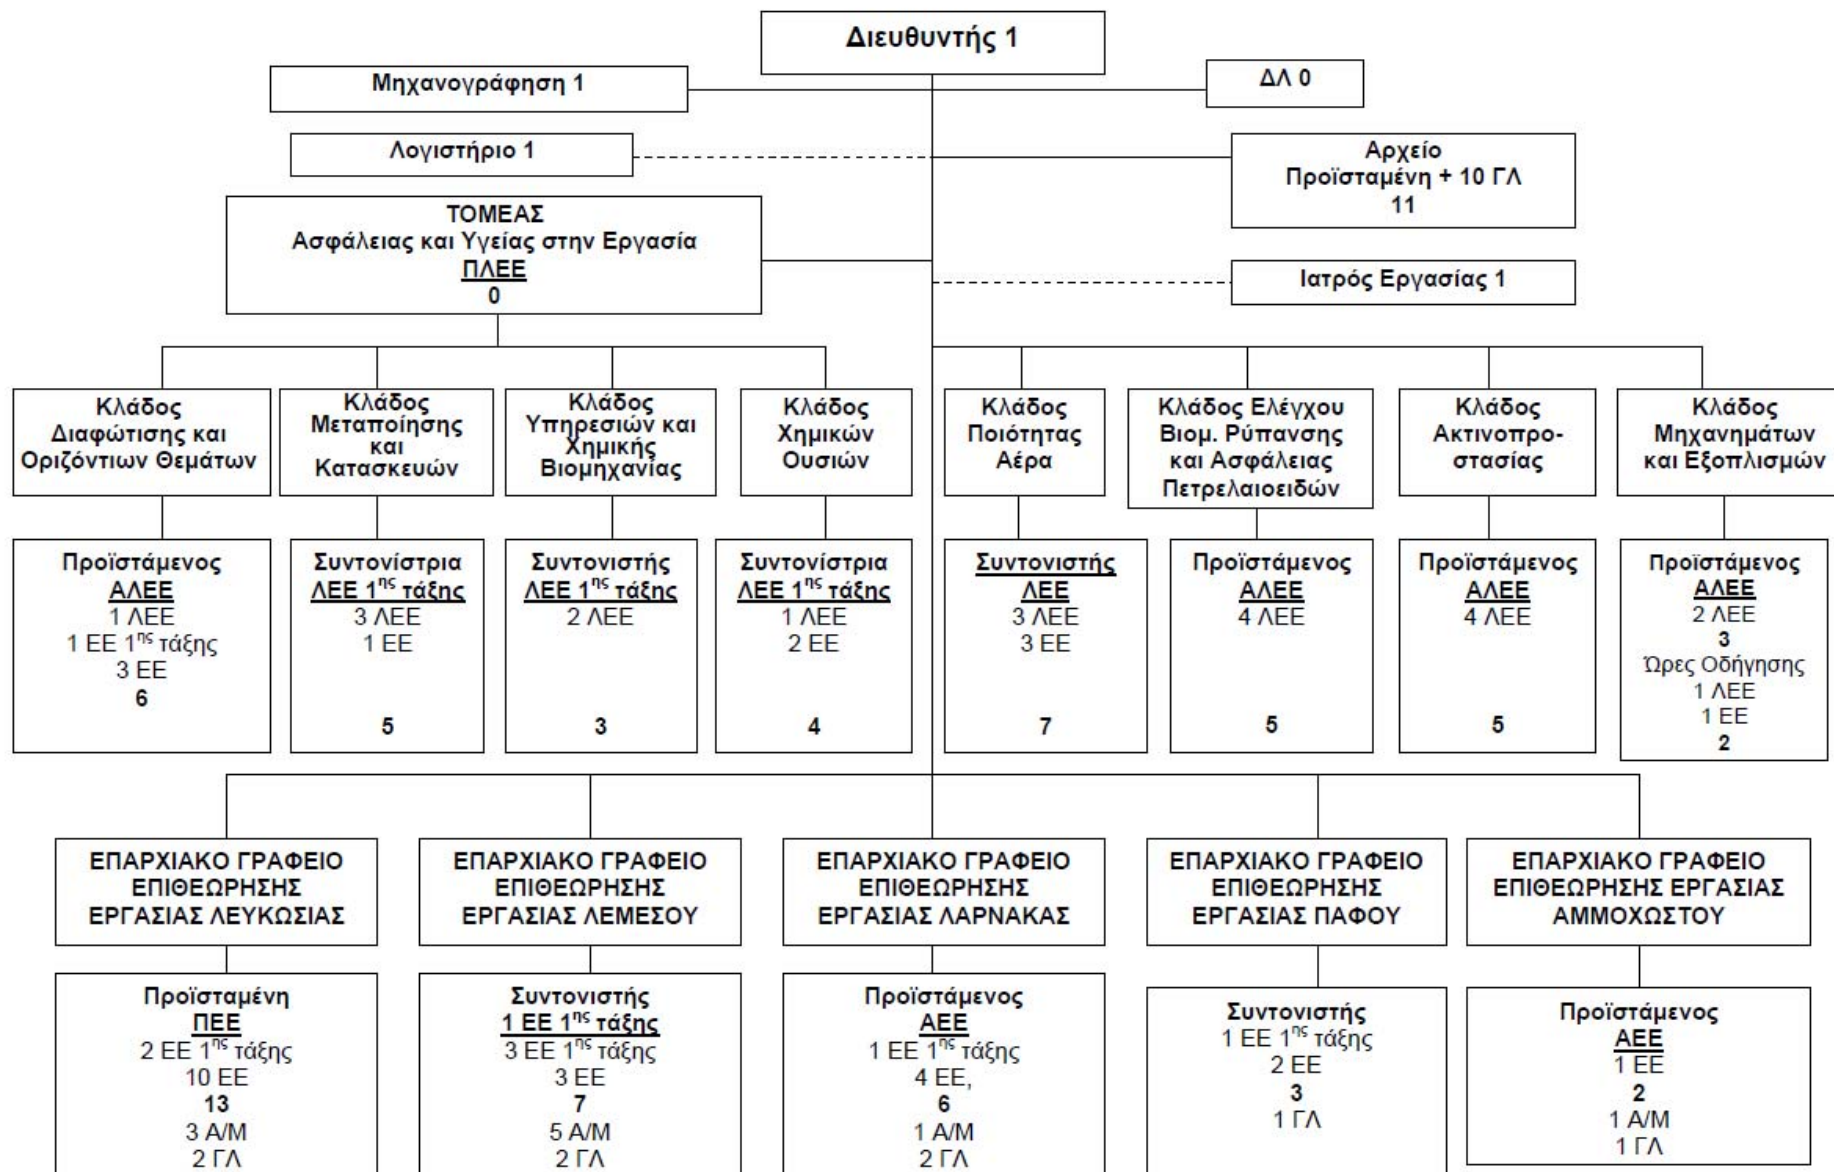 Διευθυντής 1
Μηχανογράφηση 1
ΔΛ 0
Λογιστήριο 1
Αρχείο
Προϊσταμένη + 10 ΓΛ
11
ΤΟΜΕΑΣ
Ασφάλειας και Υγείας στην Εργασία
ΠΛΕΕ
0
Ιατρός Εργασίας 1
Κλάδος
Διαφώτισης και
Οριζόντιων Θεμάτων
Κλάδος
Μεταποίησης
και
Κατασκευών
Κλάδος
Υπηρεσιών και
Χημικής
Βιομηχανίας
Κλάδος
Χημικών
Ουσιών
Κλάδος
Ποιότητας
Αέρα
Κλάδος Ελέγχου
Βιομ. Ρύπανσης
και Ασφάλειας
Πετρελαιοειδών
Κλάδος
Ακτινοπρο-
στασίας
Κλάδος
Μηχανημάτων
και Εξοπλισμών
Προϊστάμενος
ΑΛΕΕ
1 ΛΕΕ
1 ΕΕ 1ης τάξης
3 ΕΕ
6
Συντονίστρια
ΛΕΕ 1ης τάξης
3 ΛΕΕ
1 ΕΕ
5
Συντονιστής
ΛΕΕ 1ης τάξης
2 ΛΕΕ
3
Συντονίστρια
ΛΕΕ 1ης τάξης
1 ΛΕΕ
2 ΕΕ
4
Συντονιστής
ΛΕΕ
3 ΛΕΕ
3 ΕΕ
7
Προϊστάμενος
ΑΛΕΕ
4 ΛΕΕ
5
Προϊστάμενος
ΑΛΕΕ
4 ΛΕΕ
5
Προϊστάμενος
ΑΛΕΕ
2 ΛΕΕ
3
Ώρες Οδήγησης
1 ΛΕΕ
1 ΕΕ
2
ΕΠΑΡΧΙΑΚΟ ΓΡΑΦΕΙΟ
ΕΠΙΘΕΩΡΗΣΗΣ
ΕΡΓΑΣΙΑΣ ΛΕΥΚΩΣΙΑΣ
ΕΠΑΡΧΙΑΚΟ ΓΡΑΦΕΙΟ
ΕΠΙΘΕΩΡΗΣΗΣ
ΕΡΓΑΣΙΑΣ ΛΕΜΕΣΟΥ
ΕΠΑΡΧΙΑΚΟ ΓΡΑΦΕΙΟ
ΕΠΙΘΕΩΡΗΣΗΣ
ΕΡΓΑΣΙΑΣ ΛΑΡΝΑΚΑΣ
ΕΠΑΡΧΙΑΚΟ ΓΡΑΦΕΙΟ
ΕΠΙΘΕΩΡΗΣΗΣ
ΕΡΓΑΣΙΑΣ ΠΑΦΟΥ
ΕΠΑΡΧΙΑΚΟ ΓΡΑΦΕΙΟ
ΕΠΙΘΕΩΡΗΣΗΣ ΕΡΓΑΣΙΑΣ
ΑΜΜΟΧΩΣΤΟΥ
Προϊσταμένη
ΠΕΕ
2 ΕΕ 1ης τάξης
10 ΕΕ
13
3 Α/Μ
2 ΓΛ
Συντονιστής
1 ΕΕ 1ης τάξης
3 ΕΕ 1ης τάξης
3 ΕΕ
7
5 Α/Μ
2 ΓΛ
Προϊστάμενος
ΑΕΕ
1 ΕΕ 1ης τάξης
4 ΕΕ,
6
1 Α/Μ
2 ΓΛ
Συντονιστής
1 ΕΕ 1ης τάξης
2 ΕΕ
3
1 ΓΛ
Προϊστάμενος
ΑΕΕ
1 ΕΕ
2
1 Α/Μ
1 ΓΛ